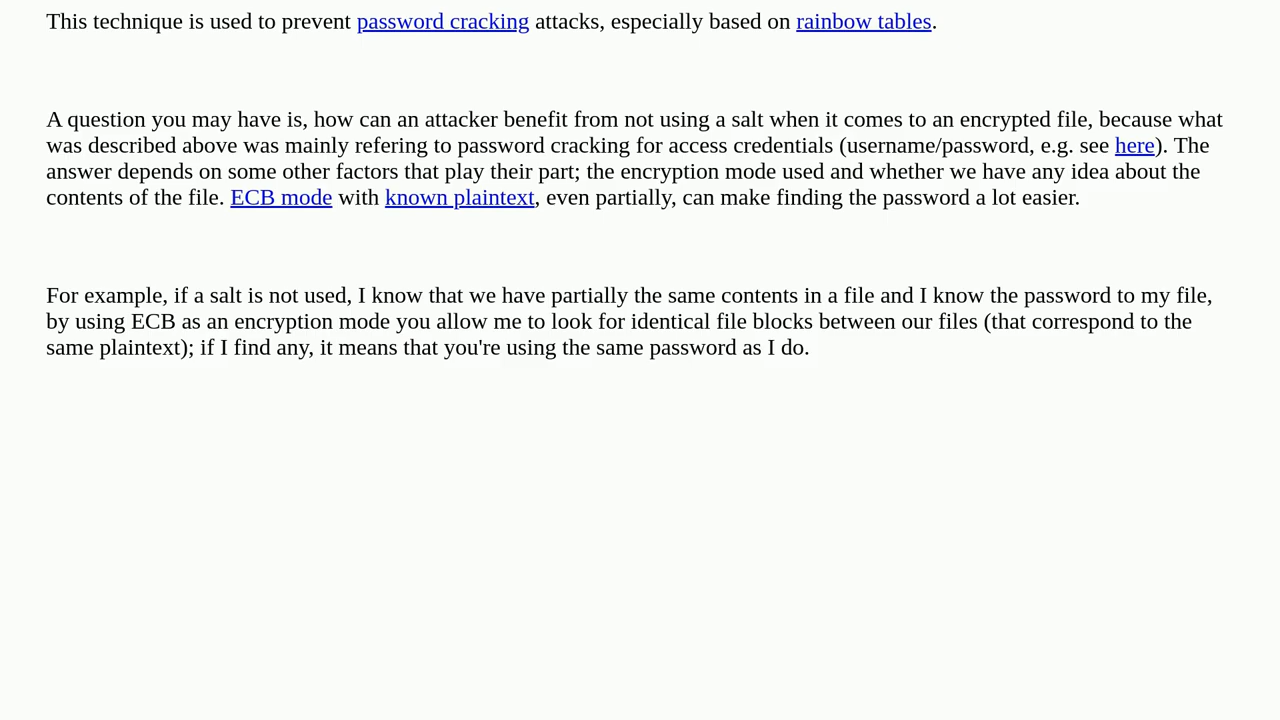 This technique is used to prevent password cracking attacks, especially based on rainbow tables.
A question you may have is, how can an attacker benefit from not using a salt when it comes to an encrypted file, because what
was described above was mainly refering to password cracking for access credentials (username/password, e.g. see here). The
answer depends on some other factors that play their part; the encryption mode used and whether we have any idea about the
contents of the file. ECB mode with known plaintext, even partially, can make finding the password a lot easier.
For example, if a salt is not used, I know that we have partially the same contents in a file and I know the password to my file,
by using ECB as an encryption mode you allow me to look for identical file blocks between our files (that correspond to the
same plaintext); if I find any, it means that you're using the same password as I do.